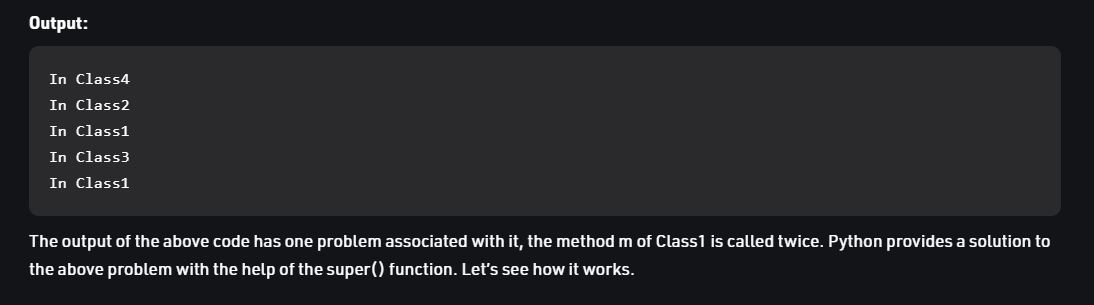 Output:
In Class4
In Class2
In Class1
In Class3
In Class1
The output of the above code has one problem associated with it, the method m of Class1 is called twice. Python provides a solution to
the above problem with the help of the super() function. Let’s see how it works.